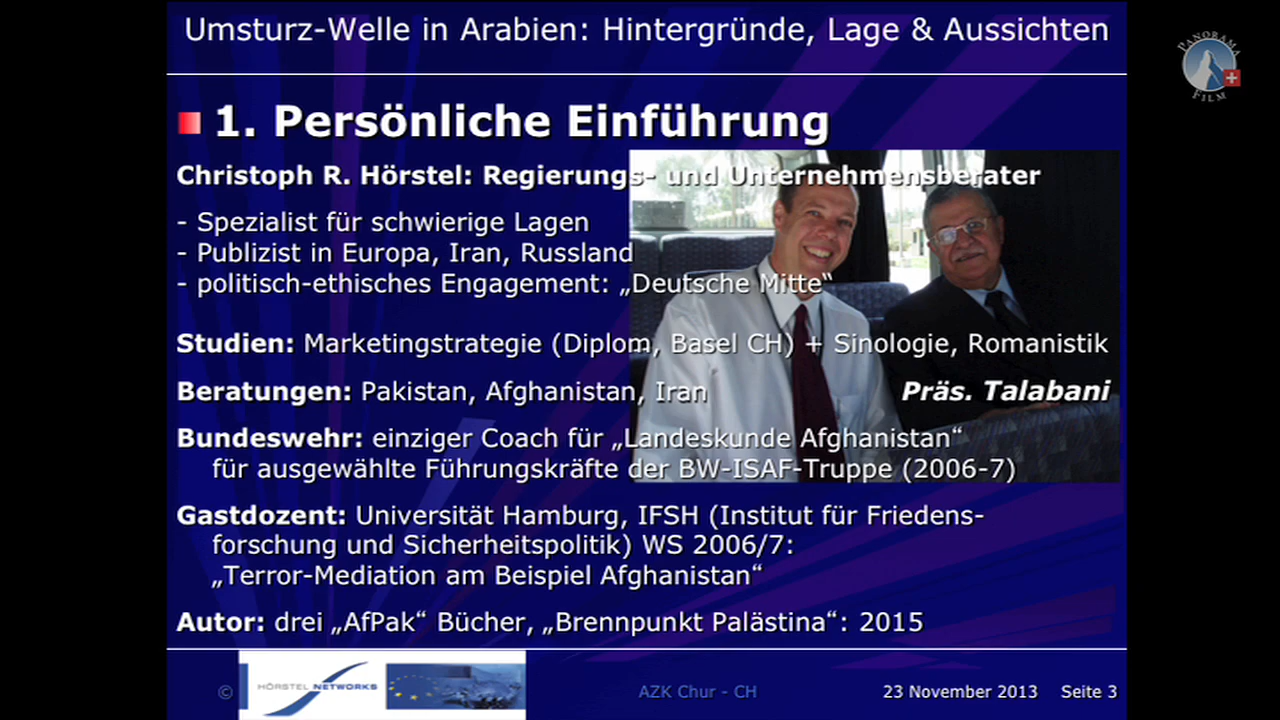 Umsturz-Welle in Arabien: Hintergründe, Lage & Aussichten
PANORAMA
FILM
1. Persönliche Einführung
Christoph R. Hörstel: Regierungs- und Unternehmensberater
- Spezialist für schwierige Lagen
- Publizist in Europa, Iran, Russland
- politisch-ethisches Engagement: „Deutsche Mitte“
Studien: Marketingstrategie (Diplom, Basel CH) + Sinologie, Romanistik
Beratungen: Pakistan, Afghanistan, Iran
Präs. Talabani
Bundeswehr: einziger Coach für „Landeskunde Afghanistan“
für ausgewählte Führungskräfte der BW-ISAF-Truppe (2006-7)
Gastdozent: Universität Hamburg, IFSH (Institut für Friedens-
forschung und Sicherheitspolitik) WS 2006/7:
„Terror-Mediation am Beispiel Afghanistan“
Autor: drei „AfPak“ Bücher, „Brennpunkt Palästina“: 2015
©
HÖRSTEL NETWORKS
AZK Chur - CH
23 November 2013 Seite 3